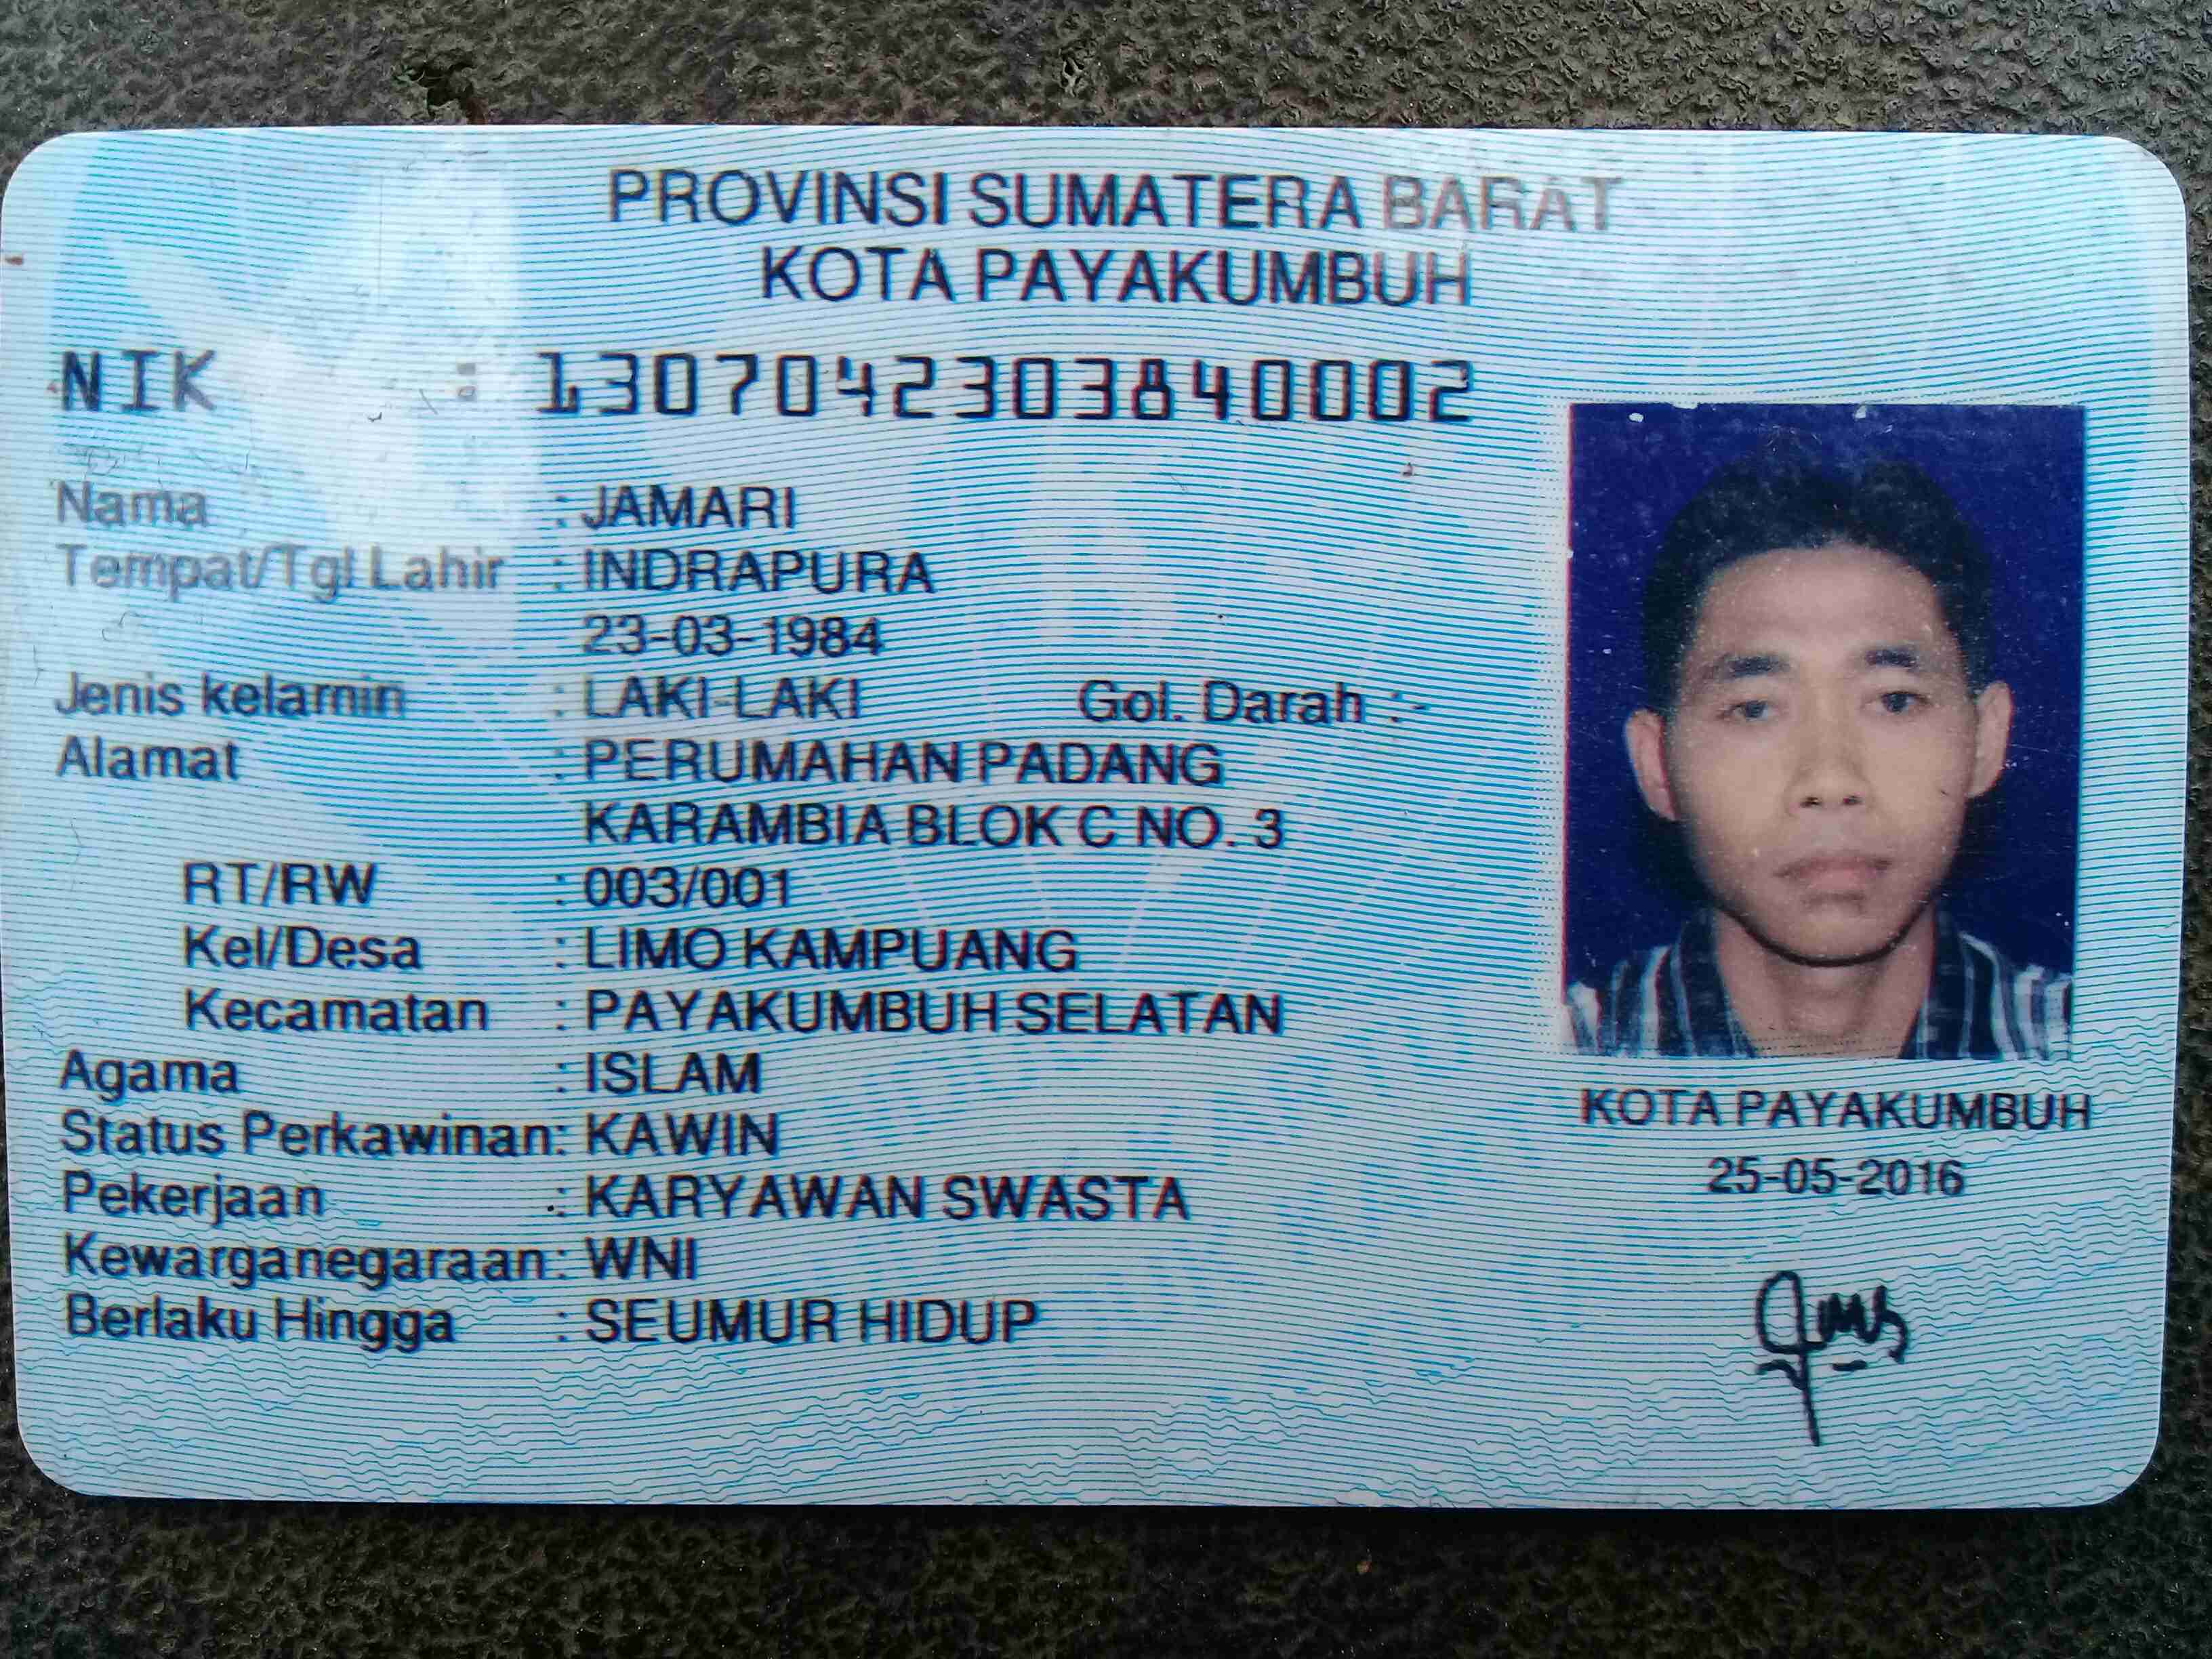 PROVINSI SUMATERA BARAT
KOTA PAYAKUMBUH
NIK : 1307042303840002
Nama : JAMARI
Tempat/Tgl Lahir : INDRAPURA
23-03-1984
Jenis kelamin : LAKI-LAKI Gol. Darah : -
Alamat : PERUMAHAN PADANG
KARAMBIA BLOK C NO. 3
RT/RW : 003/001
Kel/Desa : LIMO KAMPUANG
Kecamatan : PAYAKUMBUH SELATAN
Agama : ISLAM
Status Perkawinan: KAWIN
Pekerjaan : KARYAWAN SWASTA
Kewarganegaraan: WNI
Berlaku Hingga : SEUMUR HIDUP
KOTA PAYAKUMBUH
25-05-2016